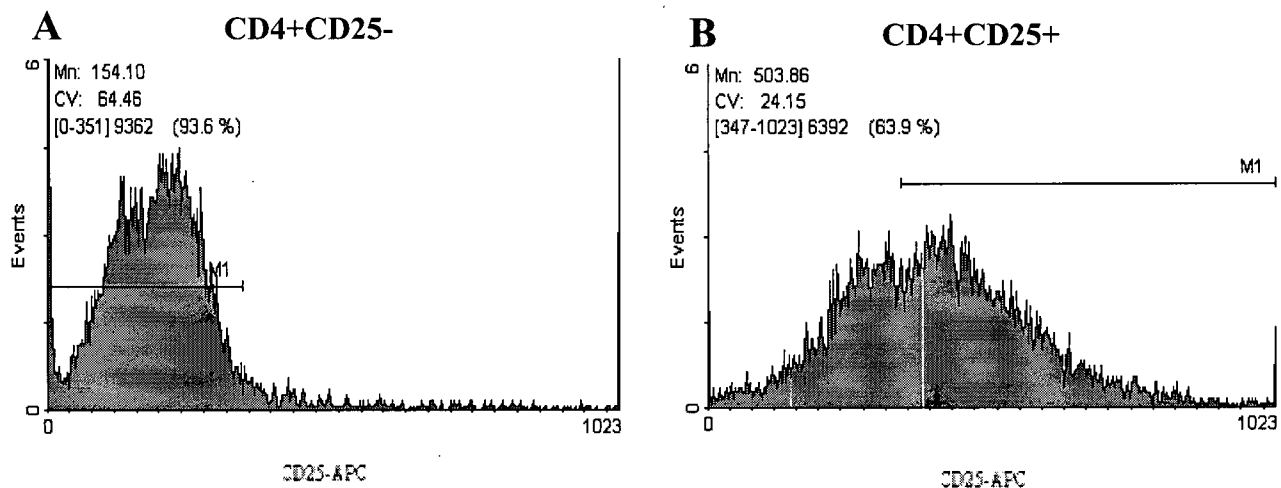 A
CD4+CD25-
6
Mn: 154.10
CV: 64.46
[0-351] 9362 (93.6 %)
M1
Events
0
0
1023
CD25-APC
B
CD4+CD25+
6
Mn: 503.86
CV: 24.15
[347-1023] 6392 (63.9 %)
M1
Events
0
0
1023
CD25-APC